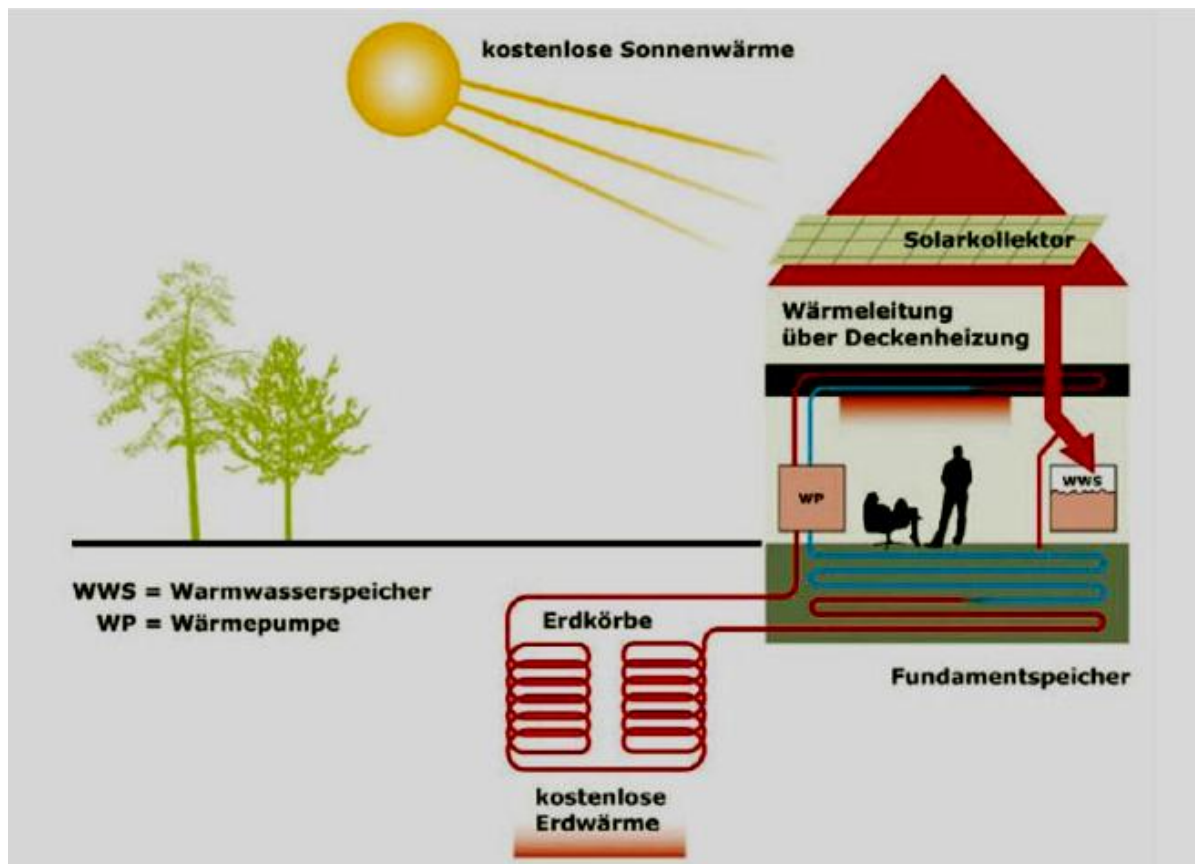 kostenlose Sonnenwärme
Solarkollektor
Wärmeleitung
über Deckenheizung
WP
WWS
WWS = Warmwasserspeicher
WP = Wärmepumpe
Erdkörbe
Fundamentspeicher
kostenlose
Erdwärme